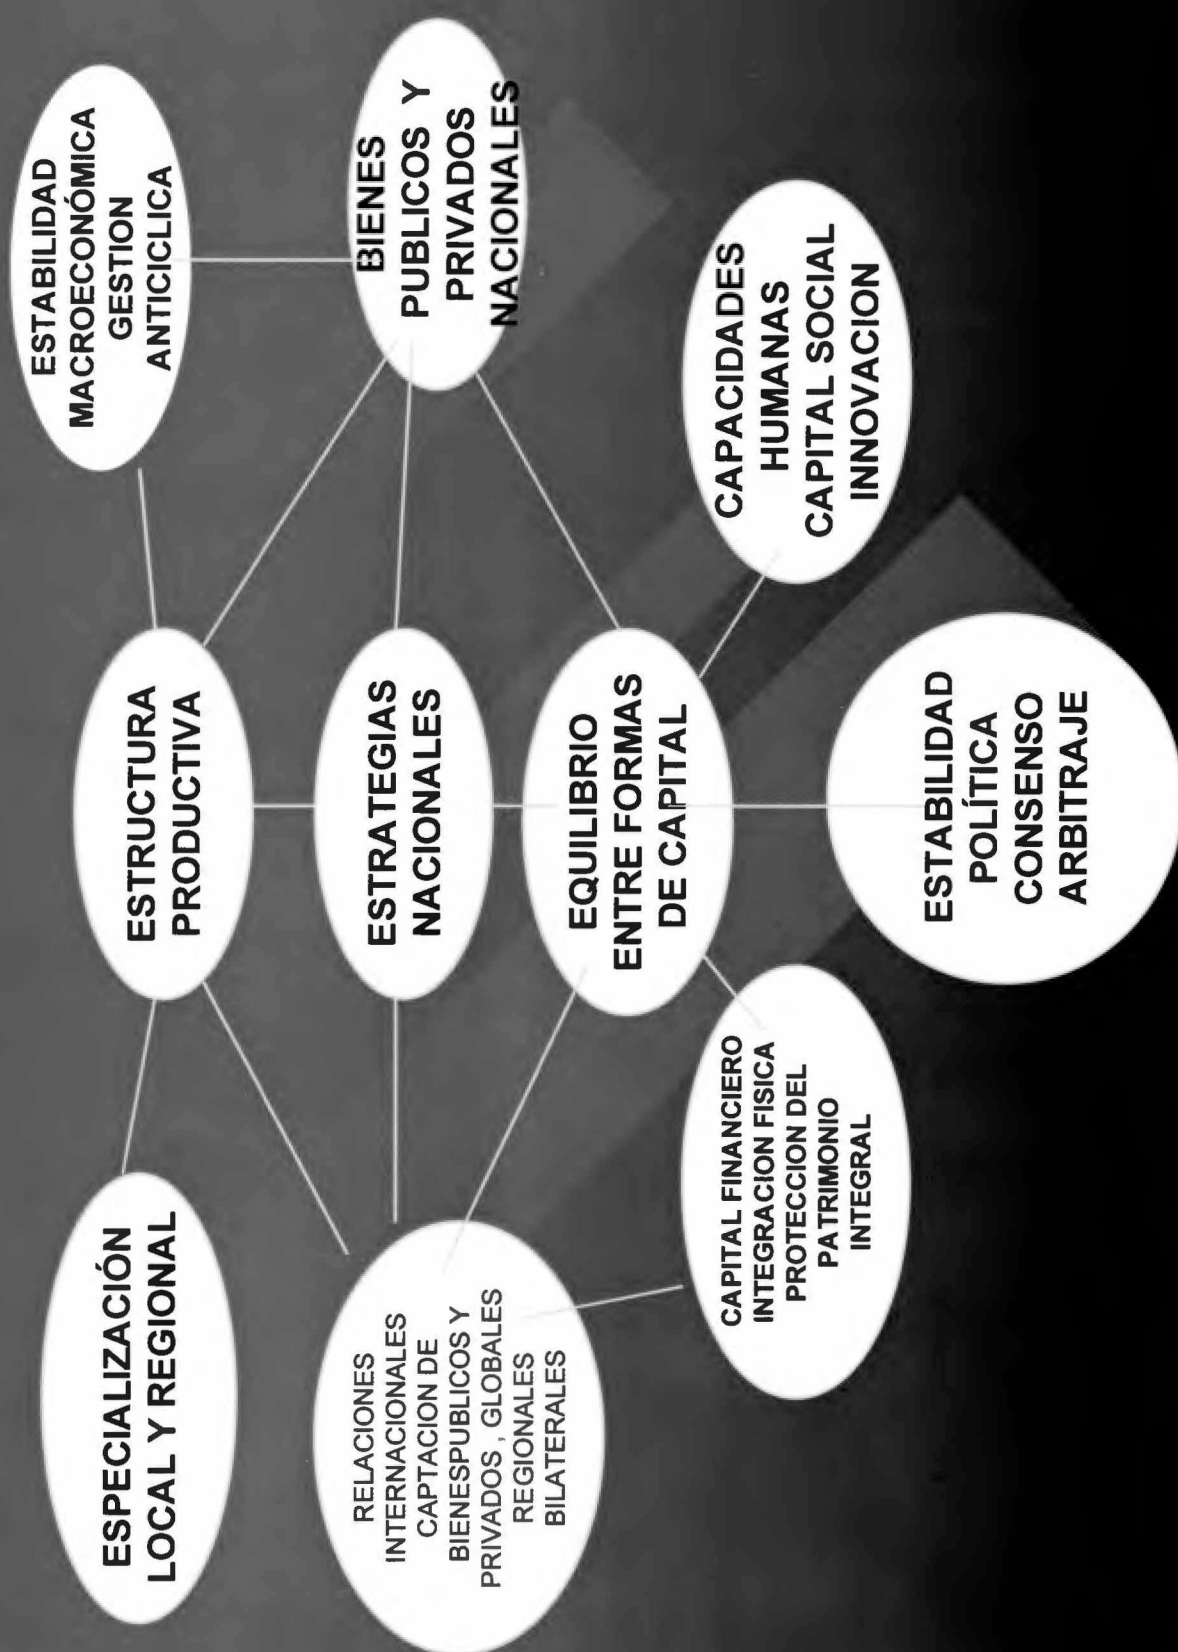 ESPECIALIZACIÓN
LOCAL Y REGIONAL
ESTRUCTURA
PRODUCTIVA
ESTABILIDAD
MACROECONÓMICA
GESTION
ANTICICLICA
RELACIONES
INTERNACIONALES
CAPTACION DE
BIENESPUBLICOS Y
PRIVADOS , GLOBALES
REGIONALES
BILATERALES
ESTRATEGIAS
NACIONALES
BIENES
PUBLICOS Y
PRIVADOS
NACIONALES
EQUILIBRIO
ENTRE FORMAS
DE CAPITAL
CAPITAL FINANCIERO
INTEGRACION FISICA
PROTECCION DEL
PATRIMONIO
INTEGRAL
CAPACIDADES
HUMANAS
CAPITAL SOCIAL
INNOVACION
ESTABILIDAD
POLÍTICA
CONSENSO
ARBITRAJE